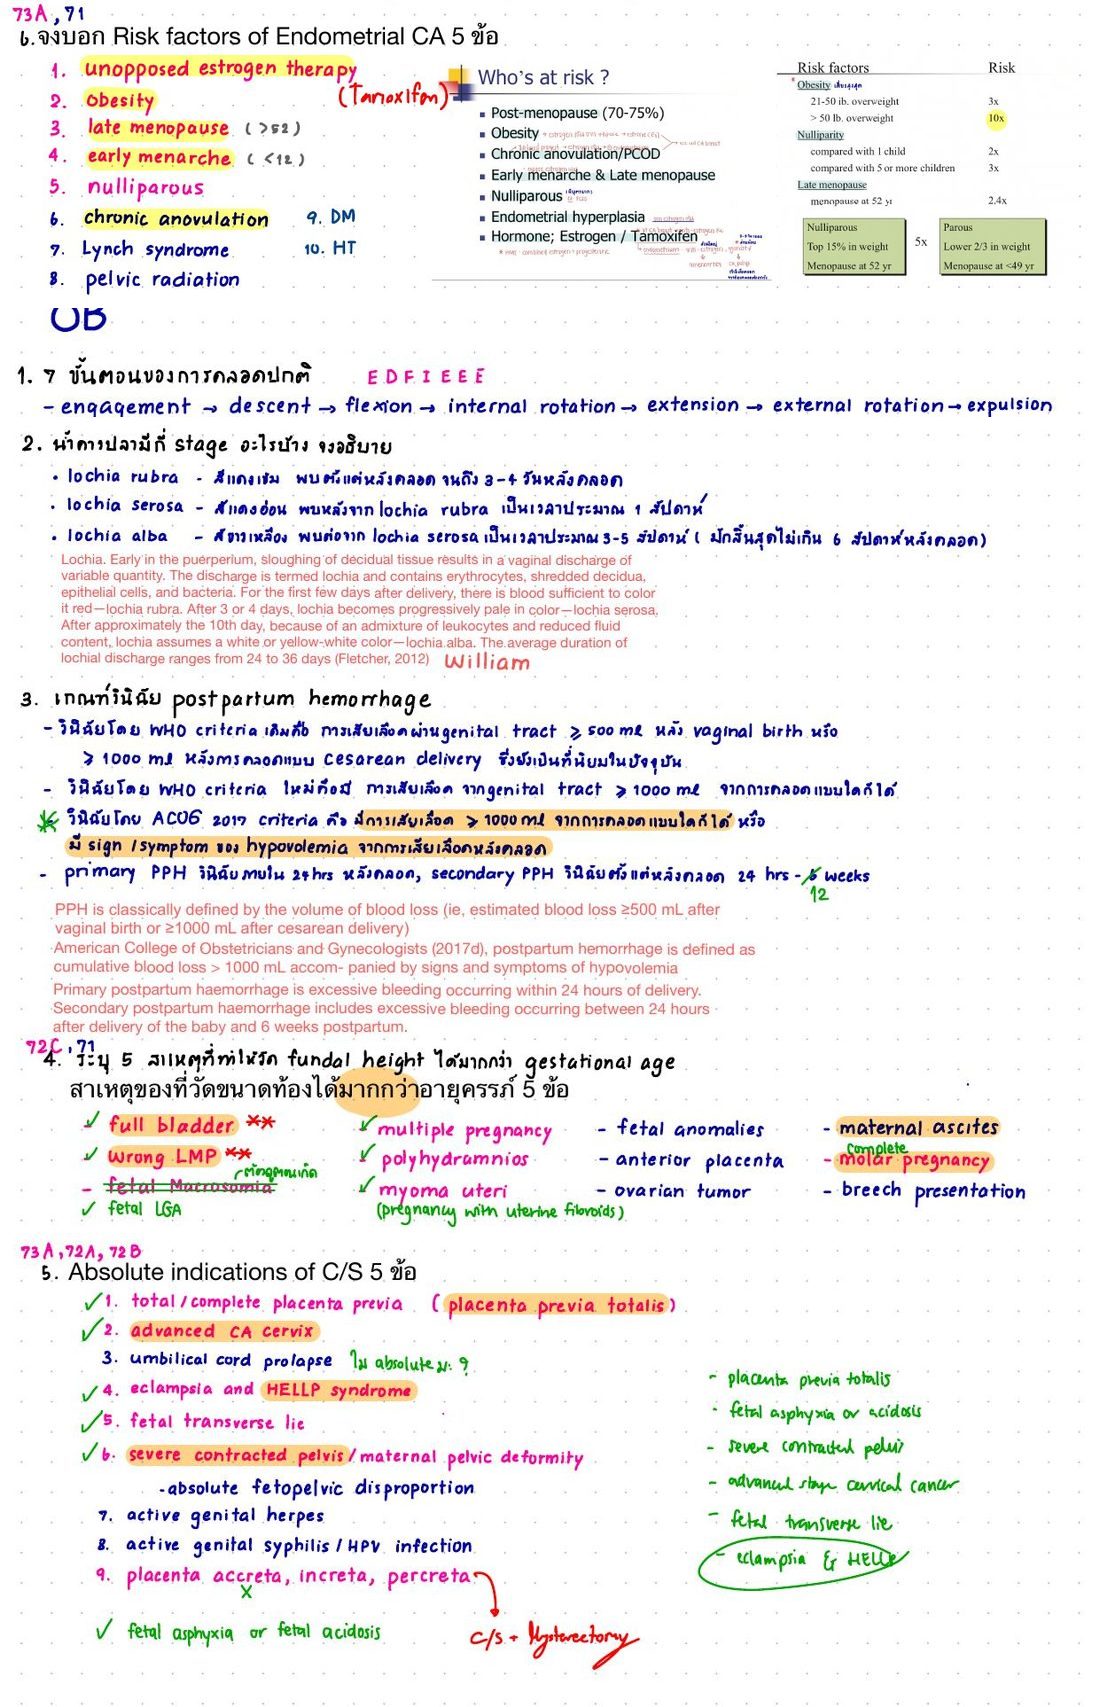 73A, 71
6.จงบอก Risk factors of Endometrial CA 5 ข้อ
1. unopposed estrogen therapy
(Tamoxifen)
2. obesity
3. late menopause (>52)
4. early menarche (<12)
5. nulliparous
6. chronic anovulation
7. Lynch syndrome
8. pelvic radiation
9. DM
10. HT
Who's at risk ?
Post-menopause (70-75%)
Obesity
Chronic anovulation/PCOD
Early menarche & Late menopause
Nulliparous
Endometrial hyperplasia
Hormone; Estrogen / Tamoxifen
Risk factors Risk
Obesity
21-50 lb. overweight 3x
> 50 lb. overweight 10x
Nulliparity
compared with 1 child 2x
compared with 5 or more children 3x
Late menopause
menopause at 52 yr 2.4x
Nulliparous
Top 15% in weight
Menopause at 52 yr
5x
Parous
Lower 2/3 in weight
Menopause at <49 yr
OB
1. 7 ขั้นตอนของการคลอดปกติ EDFIEEE
- engagement → descent → flexion → internal rotation → extension → external rotation → expulsion
2. น้ำคาวปลามีกี่ stage อะไรบ้าง จงอธิบาย
• lochia rubra - สีแดงเข้ม พบตั้งแต่หลังคลอด จนถึง 3-4 วันหลังคลอด
• lochia serosa - สีแดงอ่อน พบหลังจาก lochia rubra เป็นเวลาประมาณ 1 สัปดาห์
• lochia alba - สีขาวเหลือง พบต่อจาก lochia serosa เป็นเวลาประมาณ 3-5 สัปดาห์ ( มักสิ้นสุดไม่เกิน 6 สัปดาห์หลังคลอด)
Lochia. Early in the puerperium, sloughing of decidual tissue results in a vaginal discharge of
variable quantity. The discharge is termed lochia and contains erythrocytes, shredded decidua,
epithelial cells, and bacteria. For the first few days after delivery, there is blood sufficient to color
it red—lochia rubra. After 3 or 4 days, lochia becomes progressively pale in color—lochia serosa.
After approximately the 10th day, because of an admixture of leukocytes and reduced fluid
content, lochia assumes a white or yellow-white color—lochia alba. The average duration of
lochial discharge ranges from 24 to 36 days (Fletcher, 2012) William
3. เกณฑ์วินิจฉัย postpartum hemorrhage
- วินิจฉัยโดย WHO criteria เดิมคือ การเสียเลือดผ่าน genital tract ≥ 500 ml หลัง vaginal birth หรือ
≥ 1000 ml หลังการคลอดแบบ cesarean delivery ซึ่งยังเป็นที่นิยมในปัจจุบัน
- วินิจฉัยโดย WHO criteria ใหม่คือมี การเสียเลือด จาก genital tract ≥ 1000 ml จากการคลอดแบบใดก็ได้
วินิจฉัยโดย ACOG 2017 criteria คือ มีการเสียเลือด ≥ 1000 ml จากการคลอดแบบใดก็ได้ หรือ
มี sign /symptom ของ hypovolemia จากการเสียเลือดหลังคลอด
- primary PPH วินิจฉัยภายใน 24 hrs หลังคลอด, secondary PPH วินิจฉัยตั้งแต่หลังคลอด 24 hrs - 6 weeks
12
PPH is classically defined by the volume of blood loss (ie, estimated blood loss ≥500 mL after
vaginal birth or ≥1000 mL after cesarean delivery)
American College of Obstetricians and Gynecologists (2017d), postpartum hemorrhage is defined as
cumulative blood loss > 1000 mL accom- panied by signs and symptoms of hypovolemia
Primary postpartum haemorrhage is excessive bleeding occurring within 24 hours of delivery.
Secondary postpartum haemorrhage includes excessive bleeding occurring between 24 hours
after delivery of the baby and 6 weeks postpartum.
72C, 71
4. ระบุ 5 สาเหตุที่ทำให้วัด fundal height ได้มากกว่า gestational age
สาเหตุของที่วัดขนาดท้องได้มากกว่าอายุครรภ์ 5 ข้อ
✓ full bladder **
✓ wrong LMP **
- fetal Macrosomia
✓ fetal LGA
✓ multiple pregnancy
✓ polyhydramnios
✓ myoma uteri
(pregnancy with uterine fibroids)
- fetal anomalies
- anterior placenta
- ovarian tumor
- maternal ascites
complete
- molar pregnancy
- breech presentation
73A, 72A, 72B
5. Absolute indications of C/S 5 ข้อ
✓ 1. total/complete placenta previa (placenta previa totalis)
✓ 2. advanced CA cervix
3. umbilical cord prolapse ไม่ absolute นะ ?
✓ 4. eclampsia and HELLP syndrome
✓ 5. fetal transverse lie
✓ 6. severe contracted pelvis/maternal pelvic deformity
-absolute fetopelvic disproportion
7. active genital herpes
8. active genital syphilis / HPV infection
9. placenta accreta, increta, percreta
x
✓ fetal asphyxia or fetal acidosis
C/S + Hysterectomy
- placenta previa totalis
- fetal asphyxia or acidosis
- severe contracted pelvis
- advanced stage cervical cancer
- fetal transverse lie
- eclampsia & HELLP